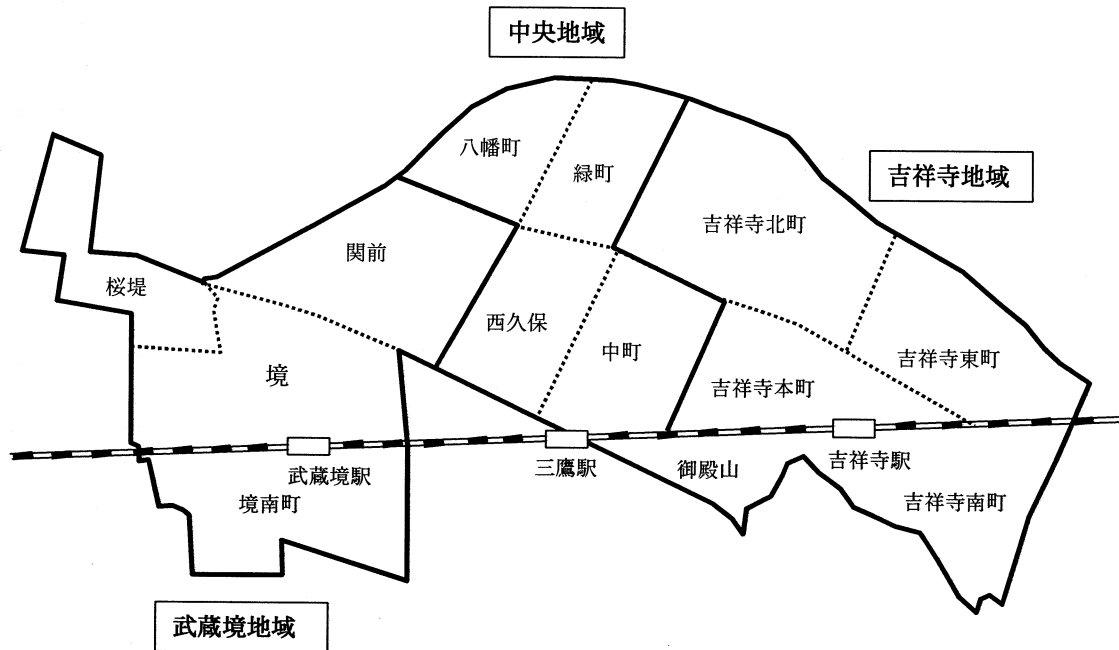 中央地域
八幡町
緑町
吉祥寺地域
吉祥寺北町
関前
桜堤
西久保
中町
境
吉祥寺東町
吉祥寺本町
武蔵境駅
三鷹駅
御殿山
吉祥寺駅
境南町
吉祥寺南町
武蔵境地域